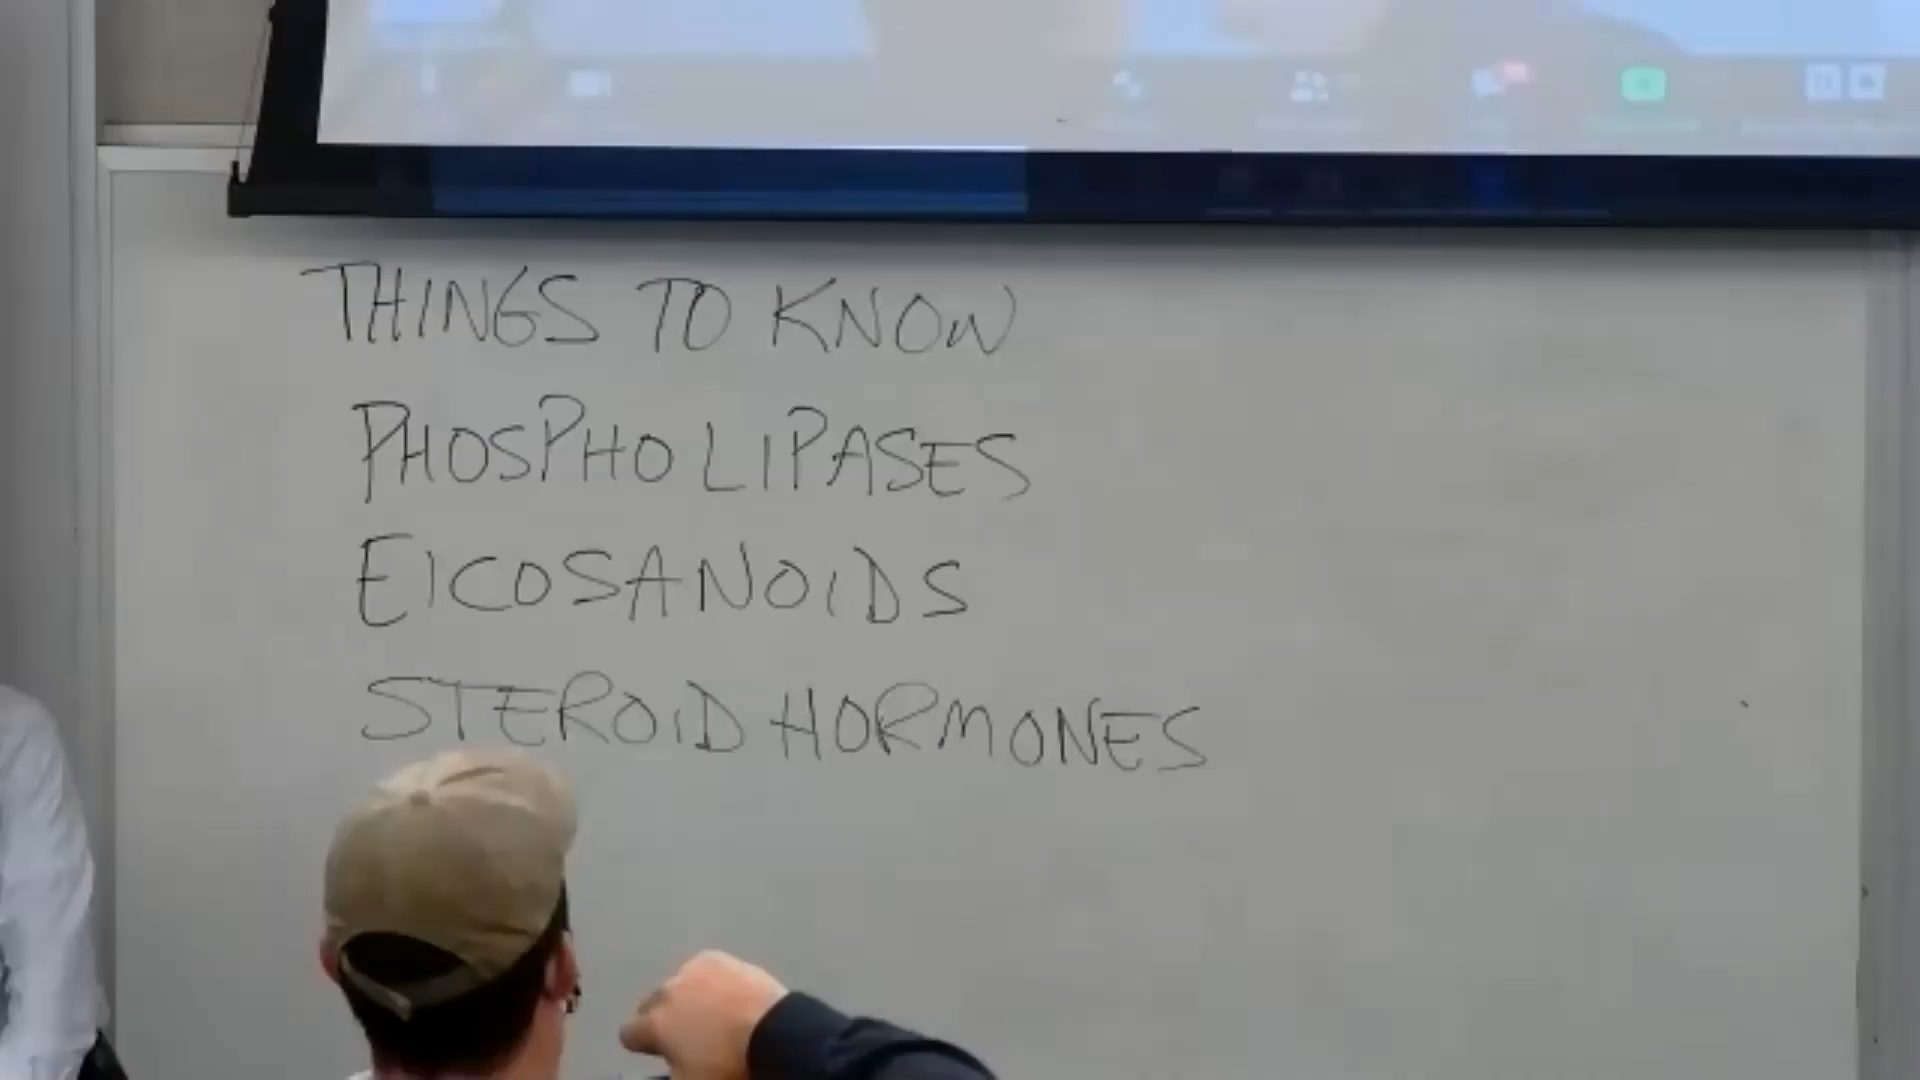 THINGS TO KNOW
PHOSPHOLIPASES
EICOSANOIDS
STEROID HORMONES